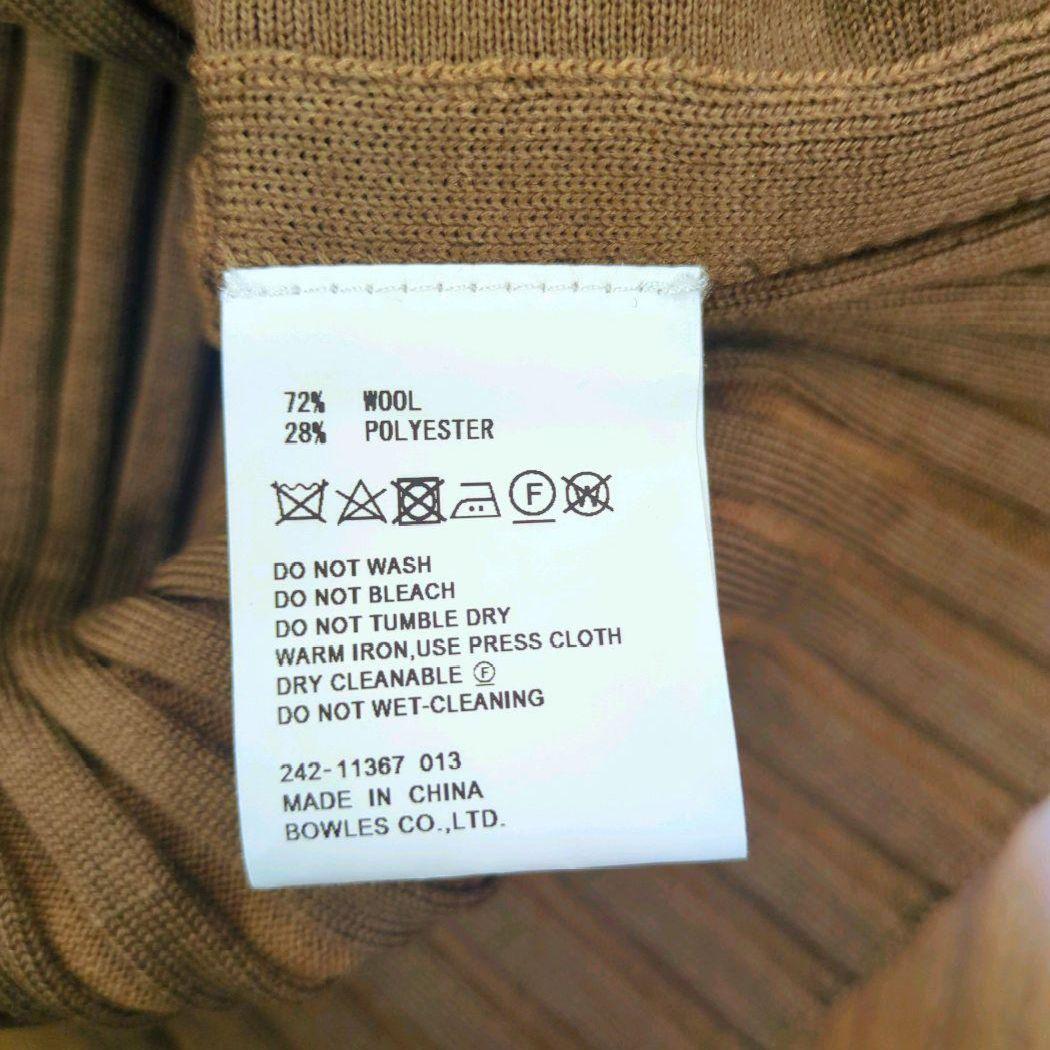 72% WOOL
28% POLYESTER
F W
DO NOT WASH
DO NOT BLEACH
DO NOT TUMBLE DRY
WARM IRON,USE PRESS CLOTH
DRY CLEANABLE Ⓕ
DO NOT WET-CLEANING
242-11367 013
MADE IN CHINA
BOWLES CO.,LTD.